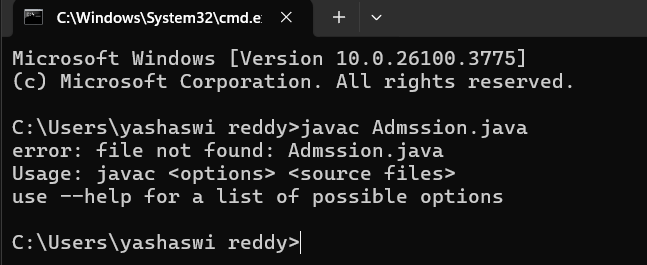 C:\Windows\System32\cmd.e
Microsoft Windows [Version 10.0.26100.3775]
(c) Microsoft Corporation. All rights reserved.
C:\Users\yashaswi reddy>javac Admssion.java
error: file not found: Admssion.java
Usage: javac <options> <source files>
use --help for a list of possible options
C:\Users\yashaswi reddy>